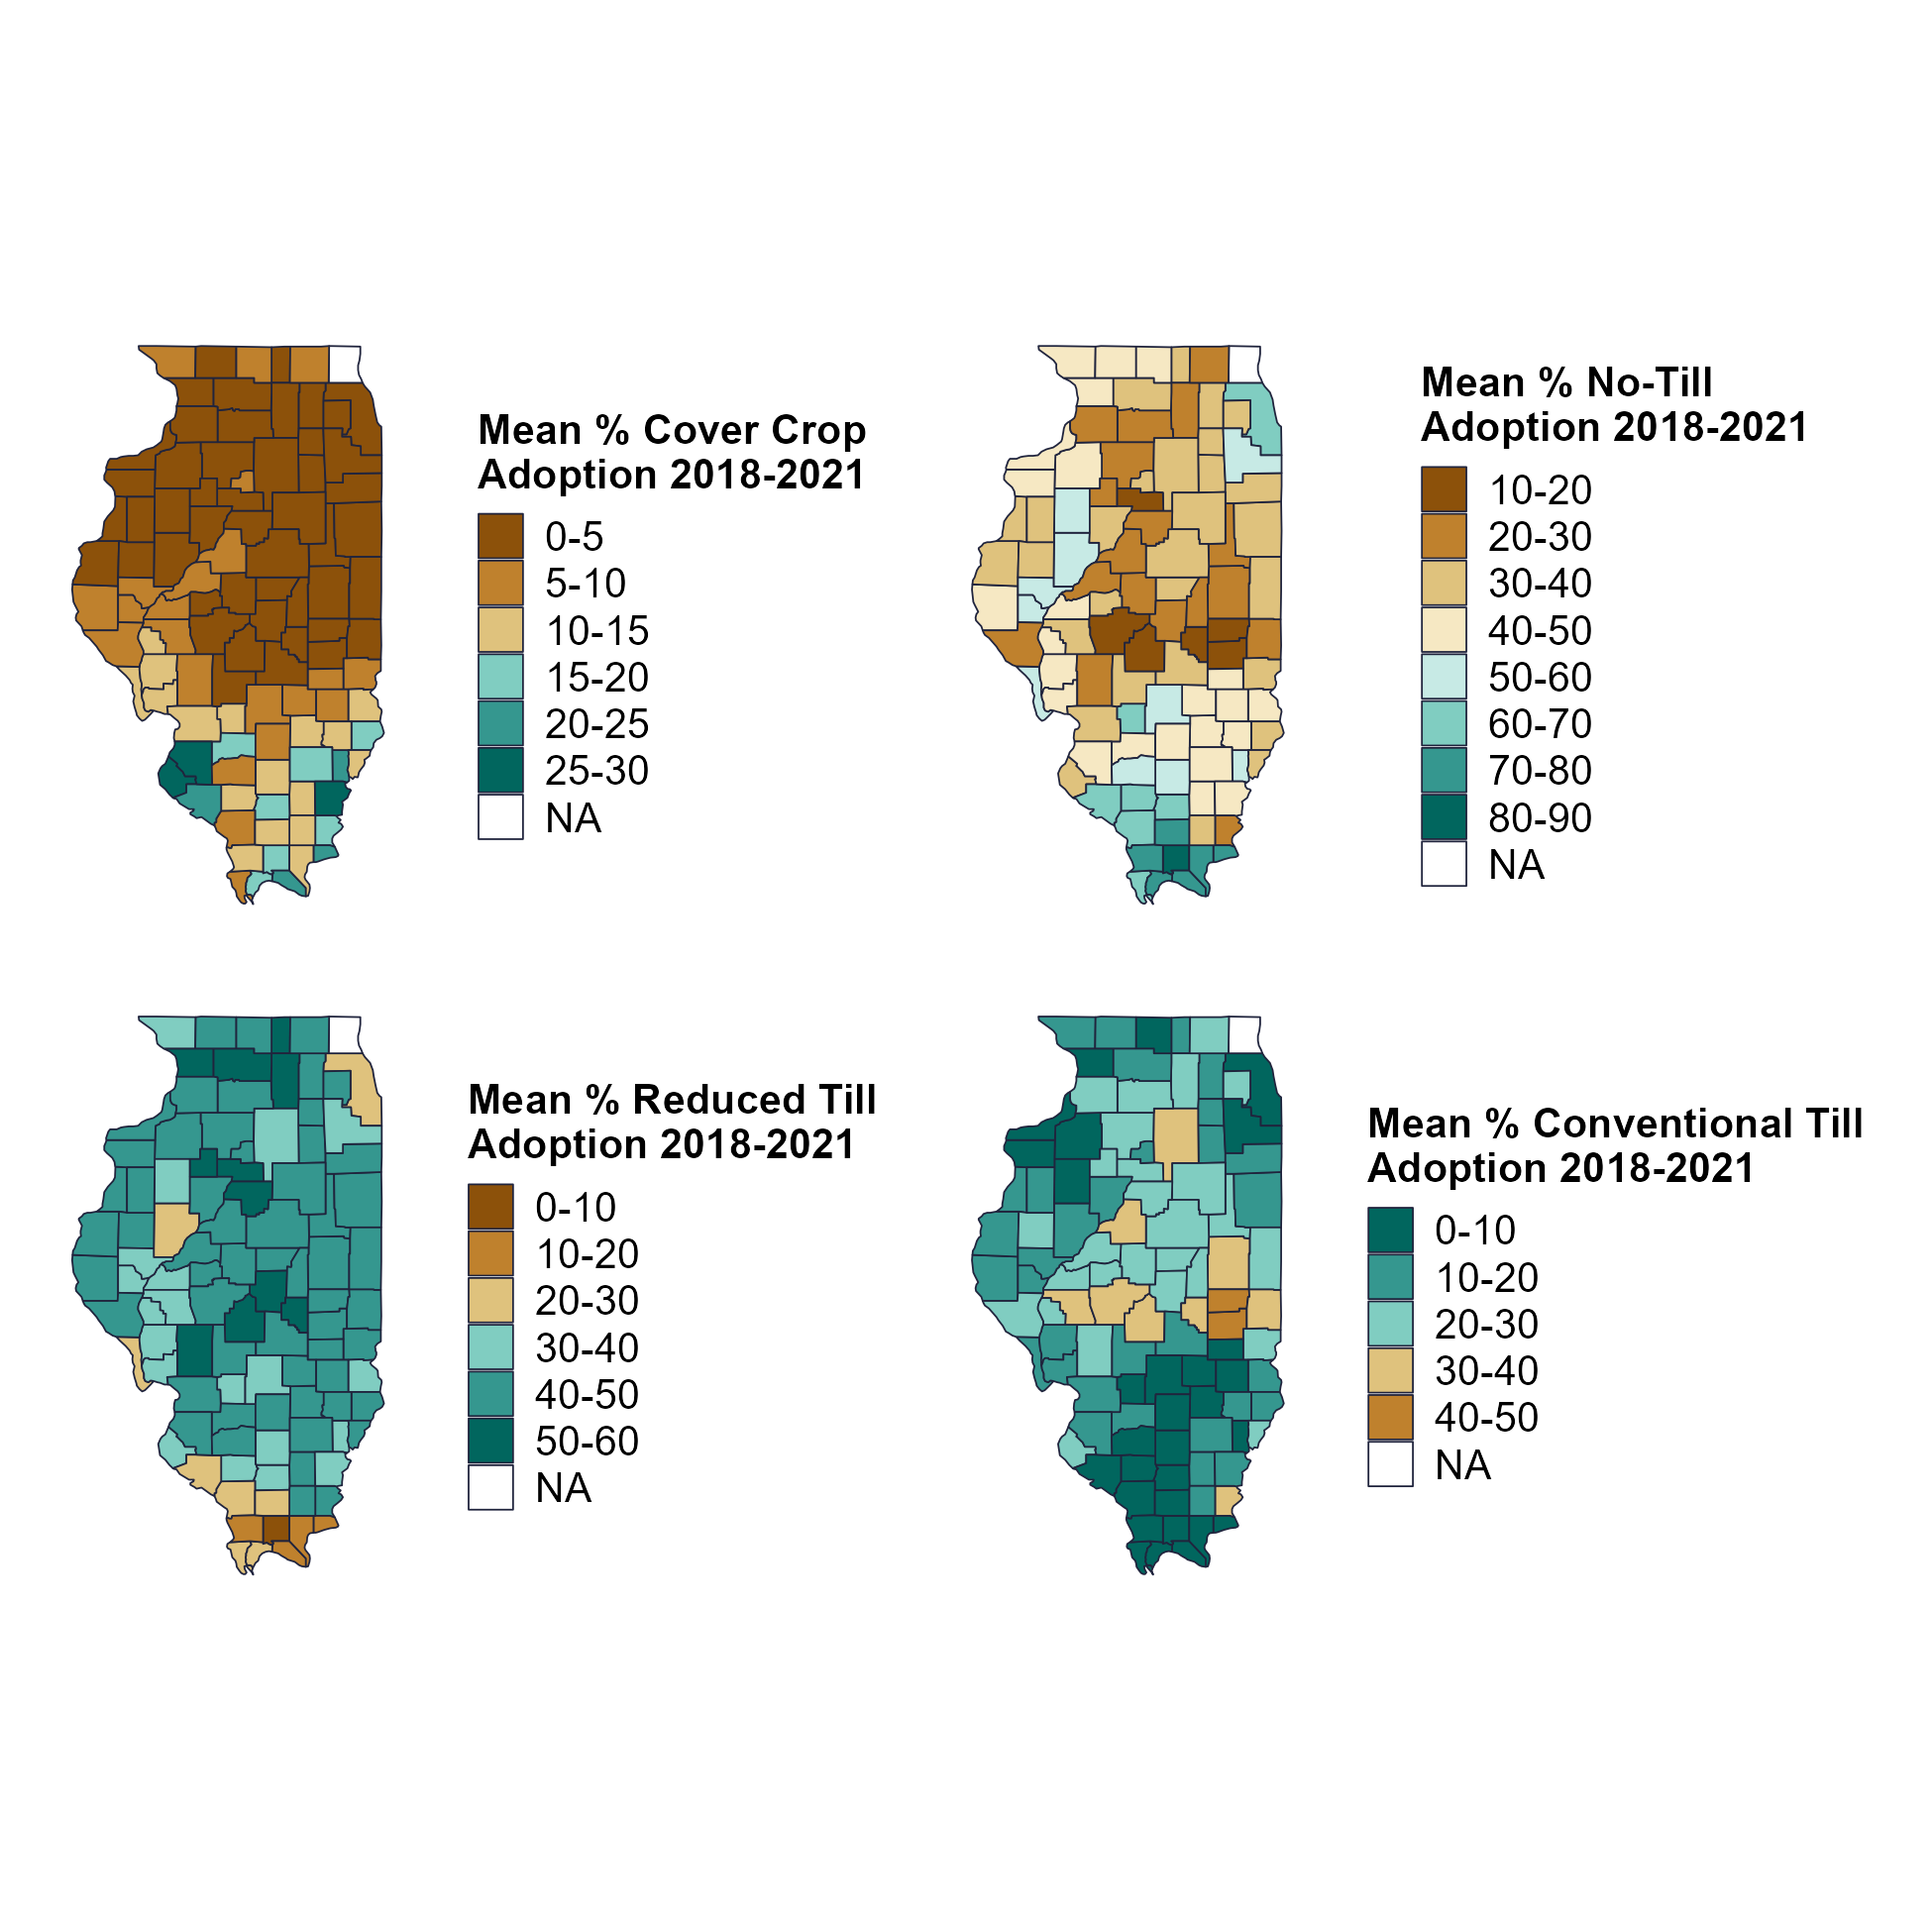 Mean % Cover Crop
Adoption 2018-2021
0-5
5-10
10-15
15-20
20-25
25-30
NA
Mean % No-Till
Adoption 2018-2021
10-20
20-30
30-40
40-50
50-60
60-70
70-80
80-90
NA
Mean % Reduced Till
Adoption 2018-2021
0-10
10-20
20-30
30-40
40-50
50-60
NA
Mean % Conventional Till
Adoption 2018-2021
0-10
10-20
20-30
30-40
40-50
NA